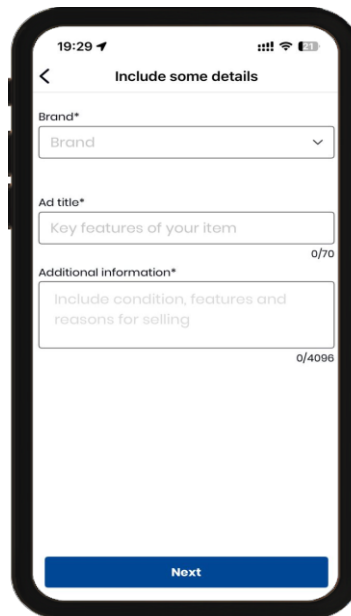 19:29
21
Include some details
Brand*
Brand
Ad title*
Key features of your item
0/70
Additional information*
Include condition, features and
reasons for selling
0/4096
Next